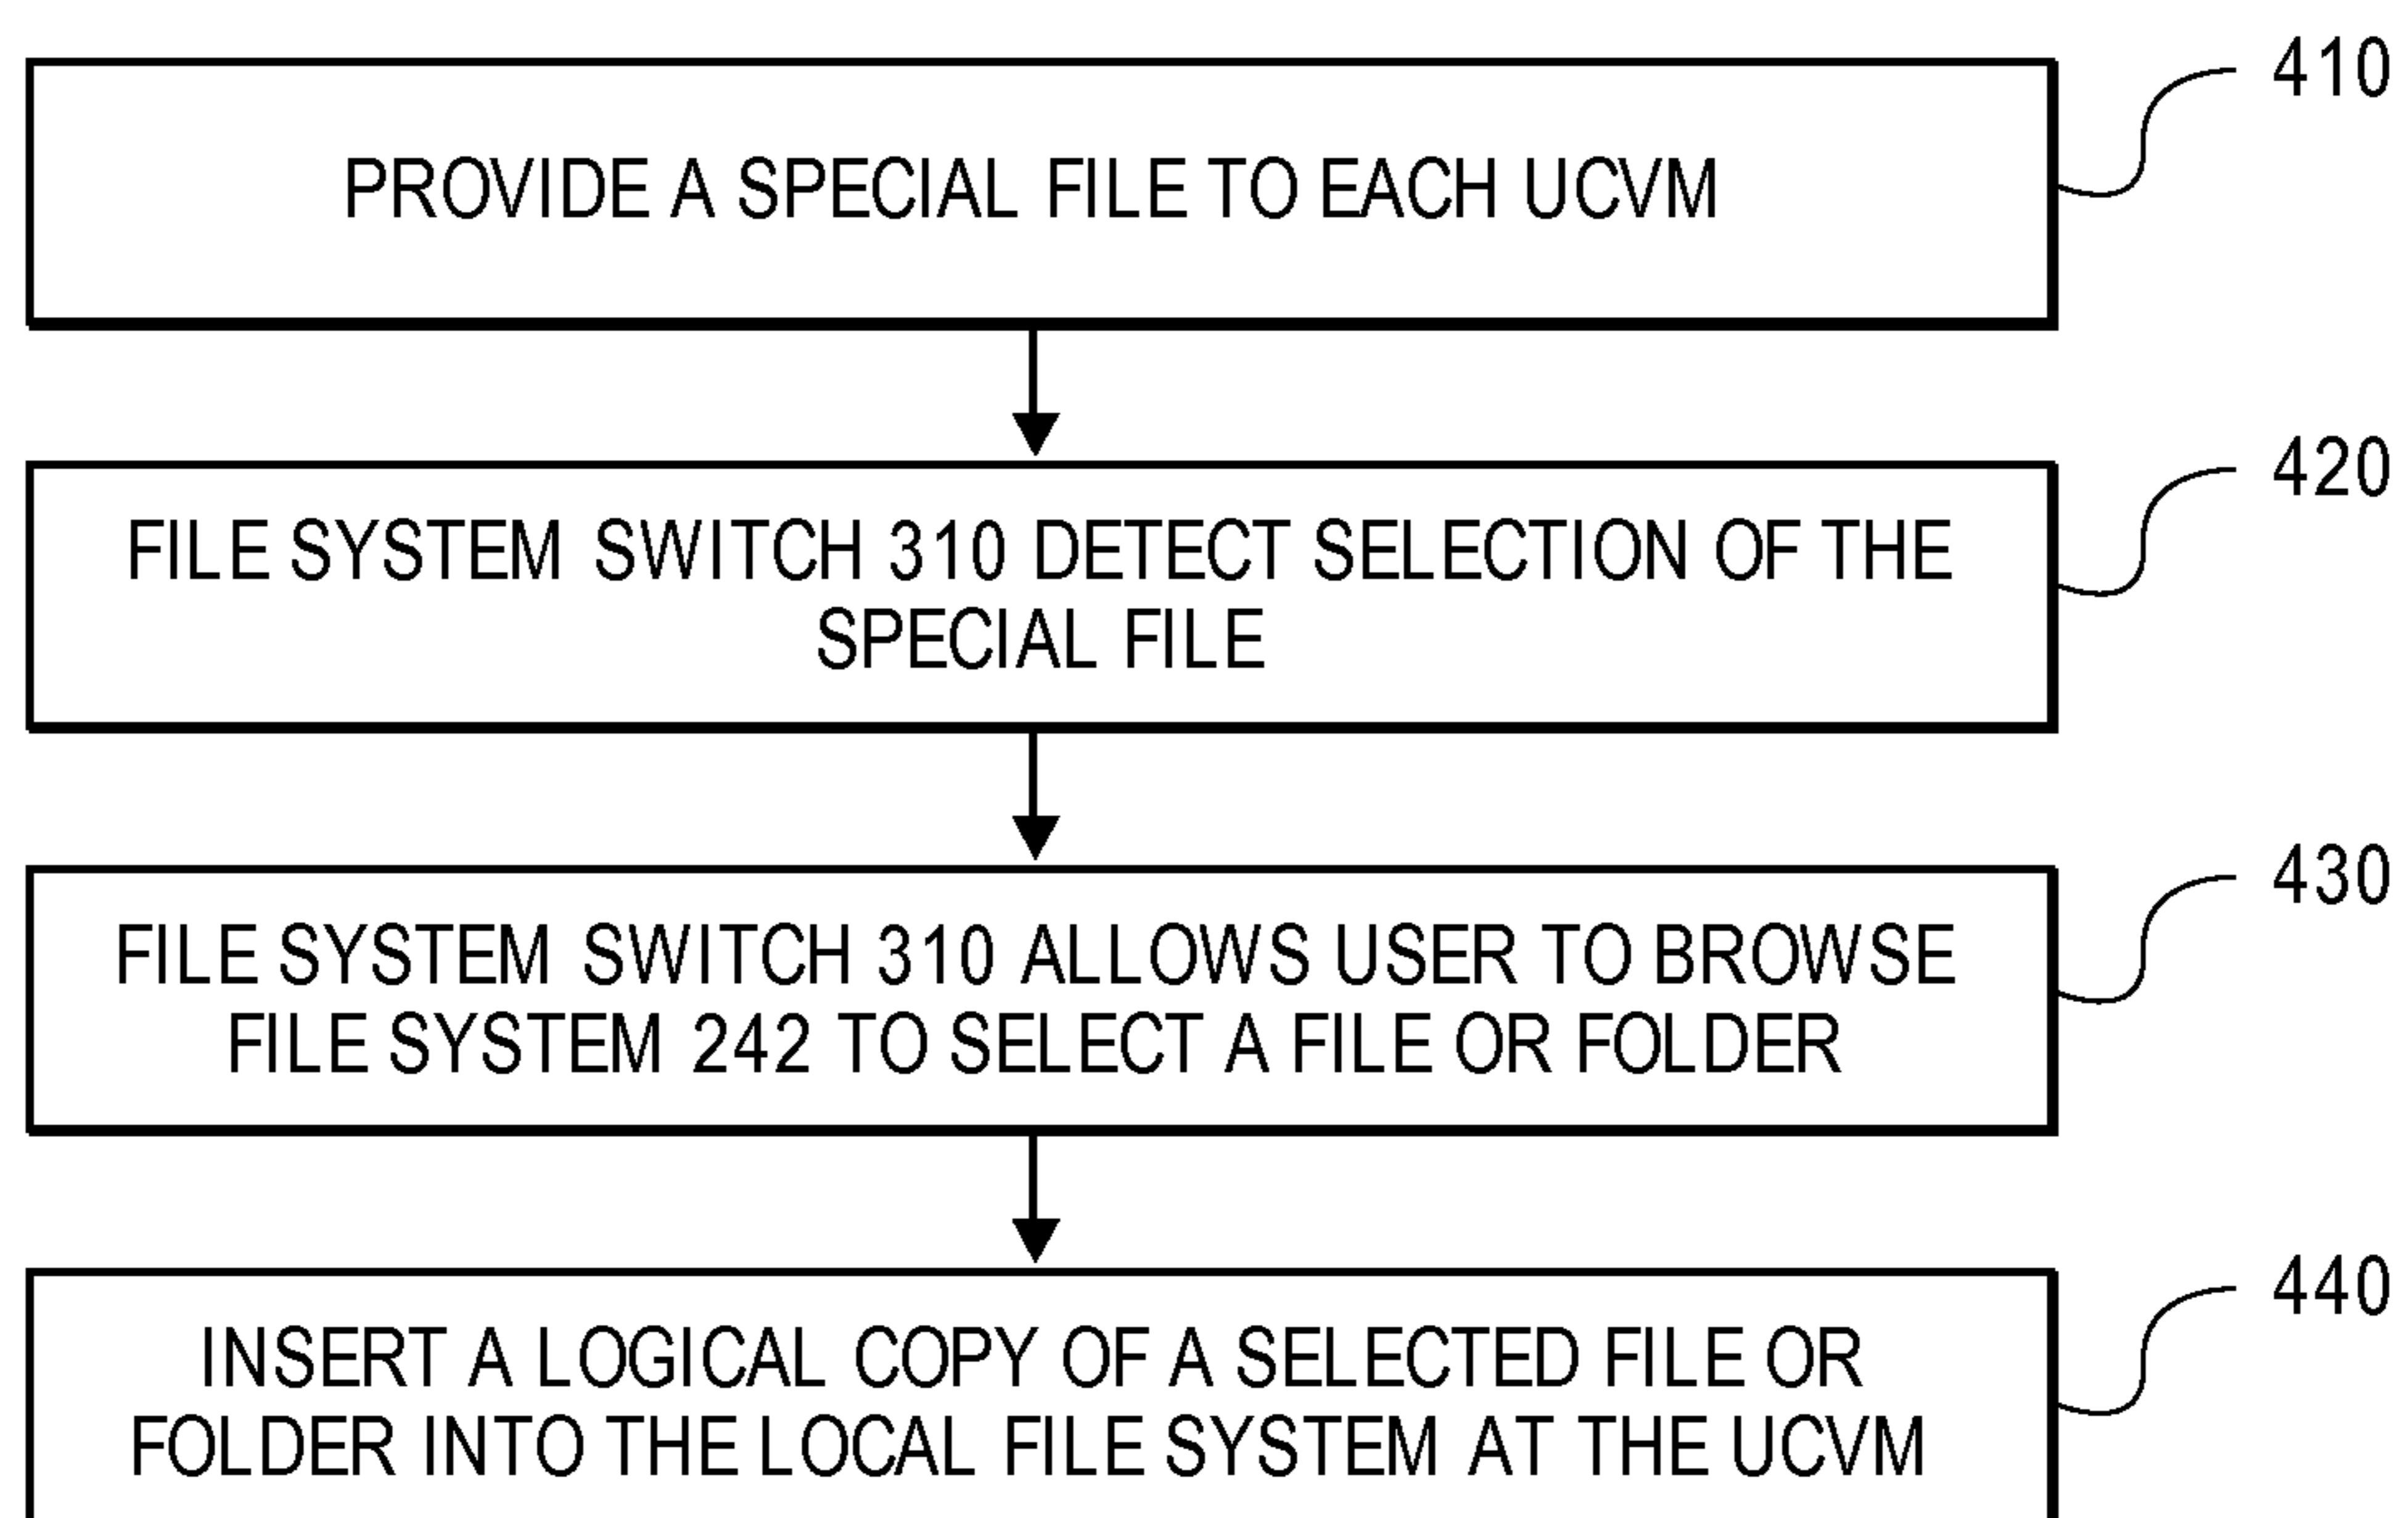 410
PROVIDE A SPECIAL FILE TO EACH UCVM
420
FILE SYSTEM SWITCH 310 DETECT SELECTION OF THE
SPECIAL FILE
430
FILE SYSTEM SWITCH 310 ALLOWS USER TO BROWSE
FILE SYSTEM 242 TO SELECT A FILE OR FOLDER
440
INSERT A LOGICAL COPY OF A SELECTED FILE OR
FOLDER INTO THE LOCAL FILE SYSTEM AT THE UCVM